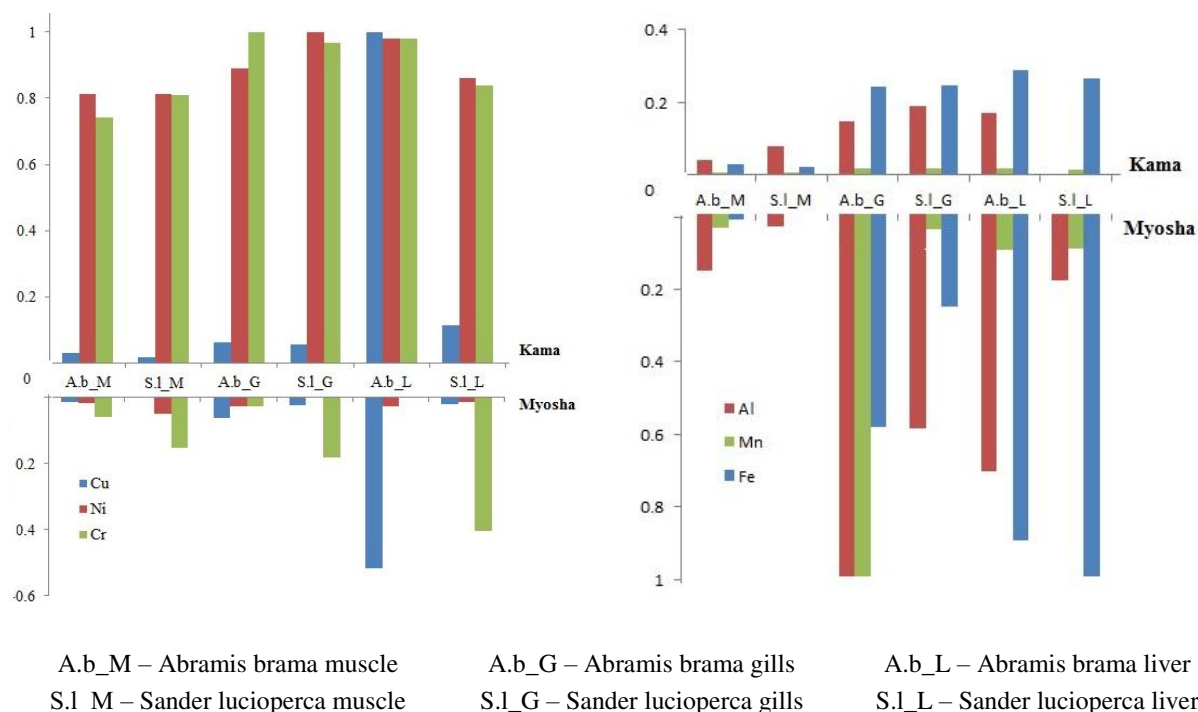 1
0.8
0.6
0.4
0.2
0
Kama
A.b_M S.l_M A.b_G S.l_G A.b_L S.l_L
Myosha
0.2
0.4
0.6
Cu
Ni
Cr
0.4
0.2
0
Kama
A.b_M S.l_M A.b_G S.l_G A.b_L S.l_L
Myosha
0.2
0.4
0.6
0.8
1
Al
Mn
Fe
A.b_M – Abramis brama muscle A.b_G – Abramis brama gills A.b_L – Abramis brama liver
S.l_M – Sander lucioperca muscle S.l_G – Sander lucioperca gills S.l_L – Sander lucioperca liver